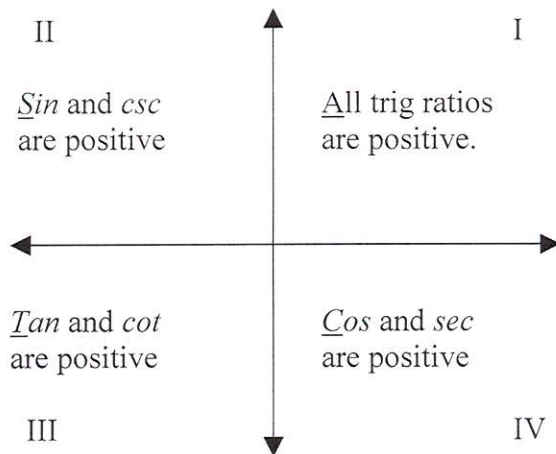 II
I
Sin and csc
are positive
All trig ratios
are positive.
Tan and cot
are positive
Cos and sec
are positive
III
IV